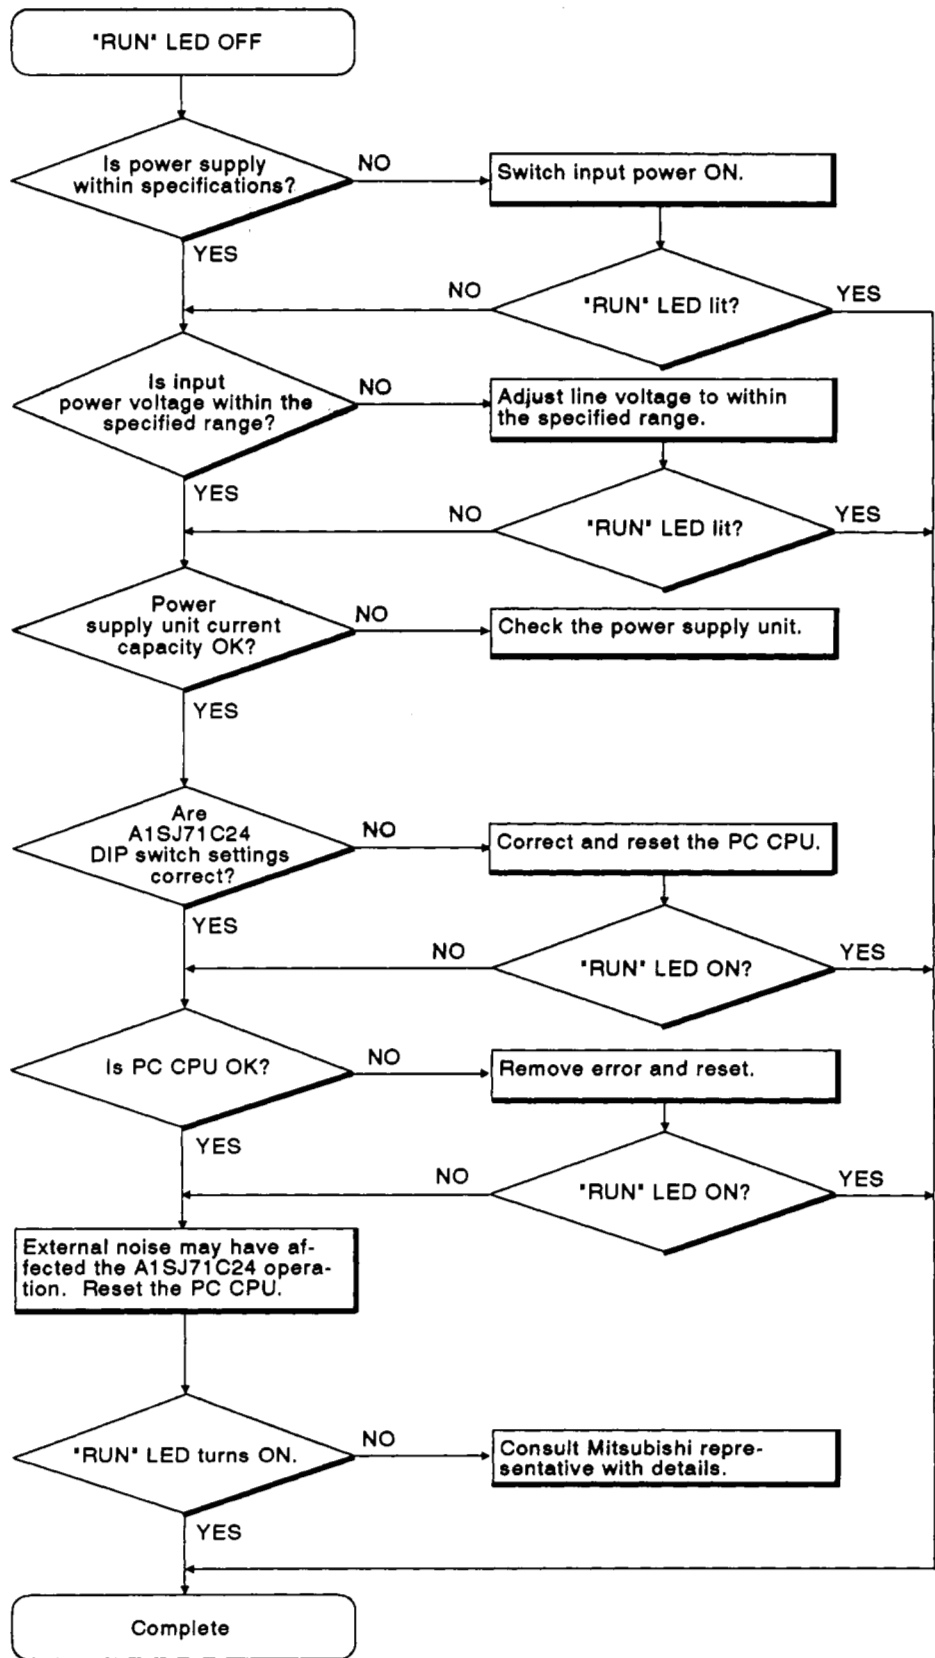 "RUN" LED OFF
Is power supply
within specifications?
NO
Switch input power ON.
YES
NO
"RUN" LED lit?
YES
Is input
power voltage within the
specified range?
NO
Adjust line voltage to within
the specified range.
YES
NO
"RUN" LED lit?
YES
Power
supply unit current
capacity OK?
NO
Check the power supply unit.
YES
Are
A1SJ71C24
DIP switch settings
correct?
NO
Correct and reset the PC CPU.
YES
NO
"RUN" LED ON?
YES
Is PC CPU OK?
NO
Remove error and reset.
YES
NO
"RUN" LED ON?
YES
External noise may have af-
fected the A1SJ71C24 opera-
tion. Reset the PC CPU.
"RUN" LED turns ON.
NO
Consult Mitsubishi repre-
sentative with details.
YES
Complete